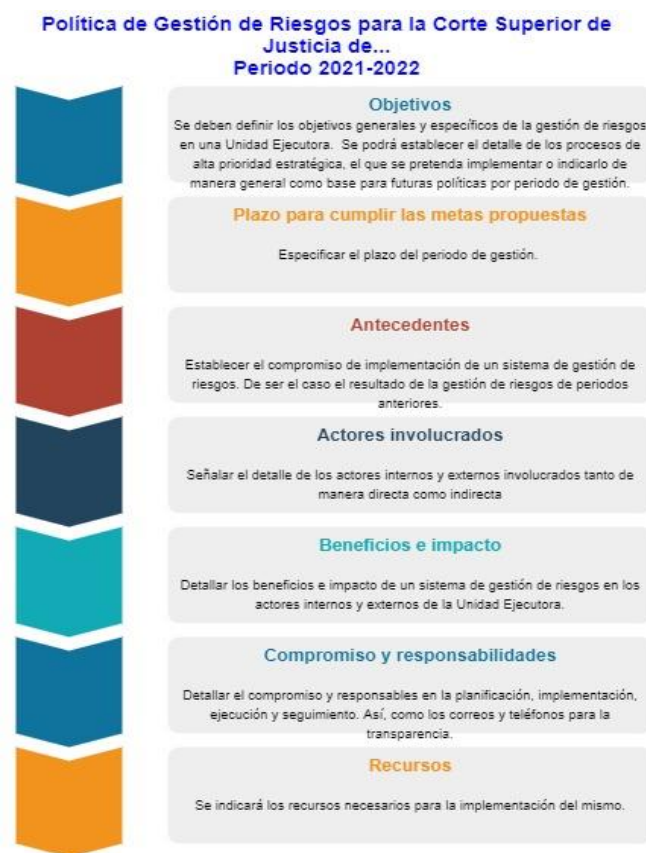 Política de Gestión de Riesgos para la Corte Superior de
Justicia de...
Periodo 2021-2022
Objetivos
Se deben definir los objetivos generales y específicos de la gestión de riesgos
en una Unidad Ejecutora. Se podrá establecer el detalle de los procesos de
alta prioridad estratégica, el que se pretenda implementar o indicarlo de
manera general como base para futuras políticas por periodo de gestión.
Plazo para cumplir las metas propuestas
Especificar el plazo del periodo de gestión.
Antecedentes
Establecer el compromiso de implementación de un sistema de gestión de
riesgos. De ser el caso el resultado de la gestión de riesgos de periodos
anteriores.
Actores involucrados
Señalar el detalle de los actores internos y externos involucrados tanto de
manera directa como indirecta
Beneficios e impacto
Detallar los beneficios e impacto de un sistema de gestión de riesgos en los
actores internos y externos de la Unidad Ejecutora.
Compromiso y responsabilidades
Detallar el compromiso y responsables en la planificación, implementación,
ejecución y seguimiento. Así, como los correos y teléfonos para la
transparencia.
Recursos
Se indicará los recursos necesarios para la implementación del mismo.